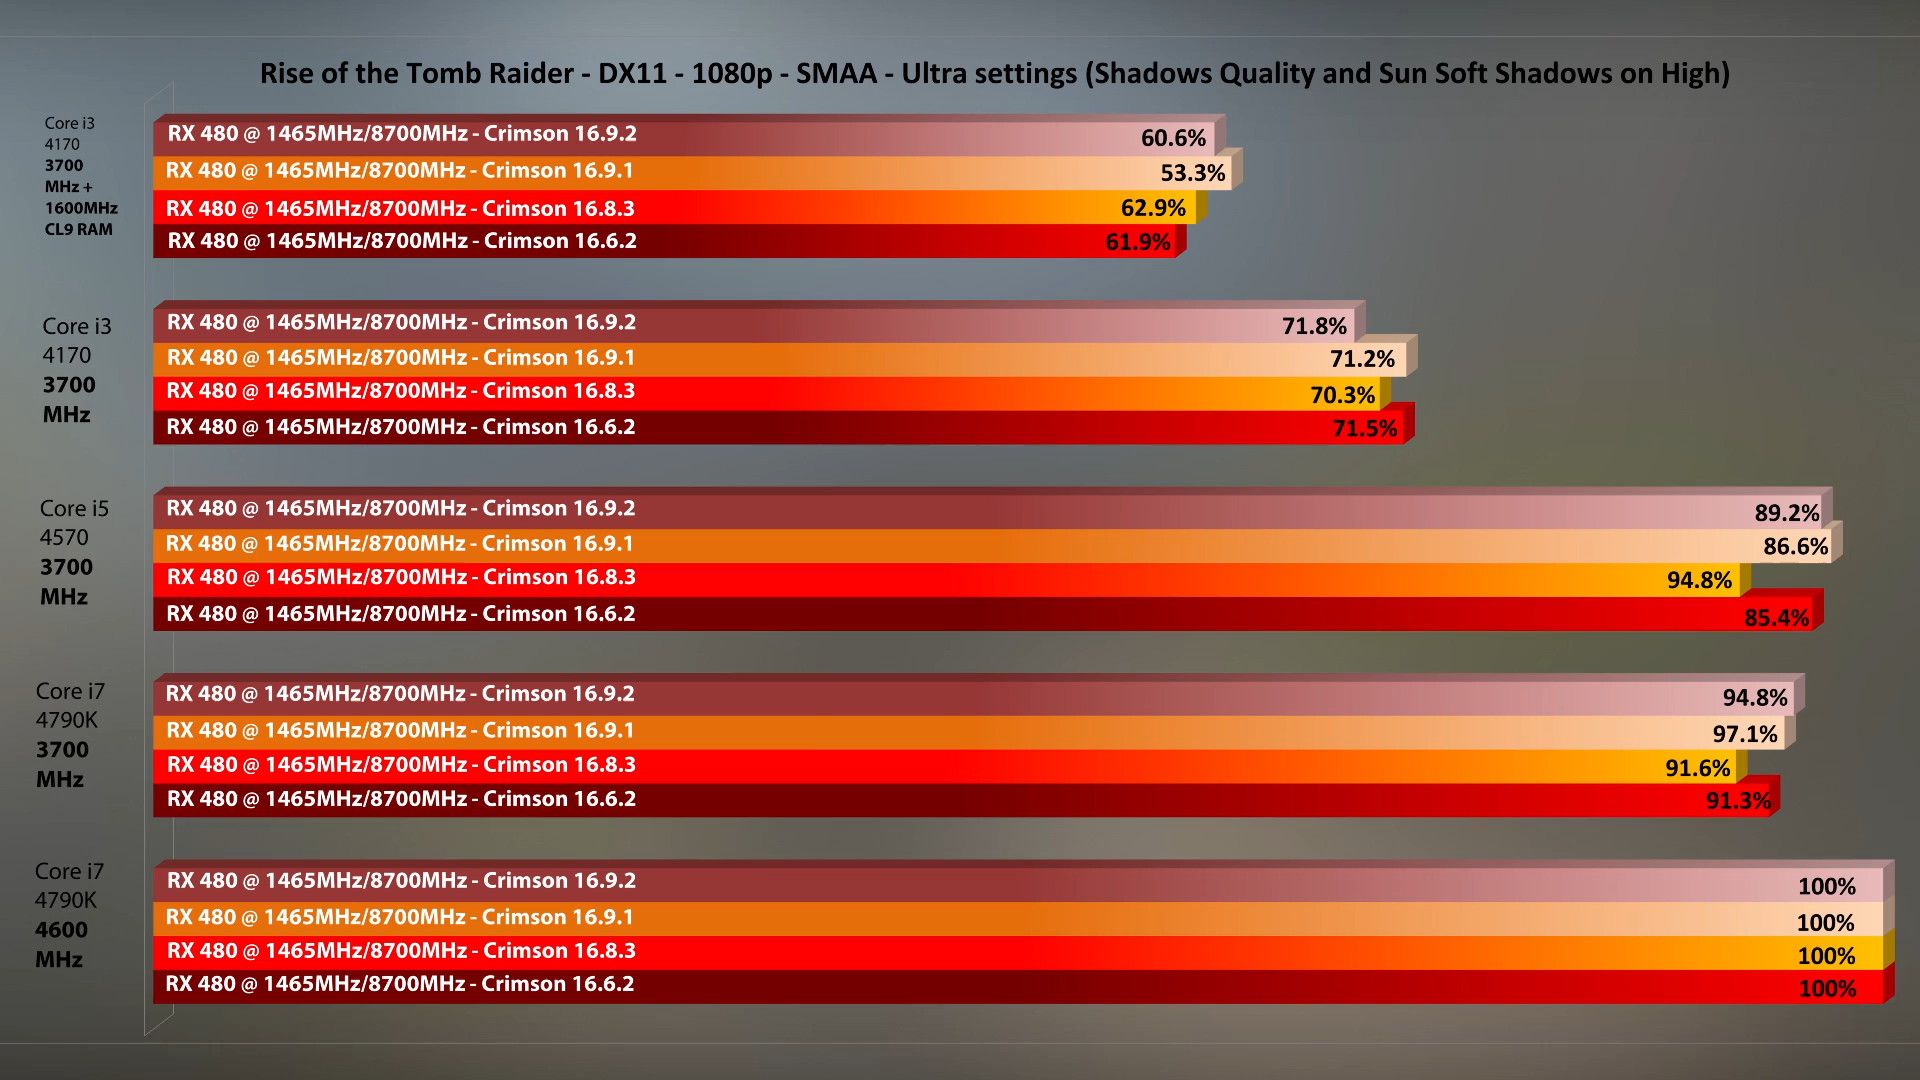 Rise of the Tomb Raider - DX11 - 1080p - SMAA - Ultra settings (Shadows Quality and Sun Soft Shadows on High)
Core i3
4170
3700
MHz +
1600MHz
CL9 RAM
RX 480 @ 1465MHz/8700MHz - Crimson 16.9.2 60.6%
RX 480 @ 1465MHz/8700MHz - Crimson 16.9.1 53.3%
RX 480 @ 1465MHz/8700MHz - Crimson 16.8.3 62.9%
RX 480 @ 1465MHz/8700MHz - Crimson 16.6.2 61.9%
Core i3
4170
3700
MHz
RX 480 @ 1465MHz/8700MHz - Crimson 16.9.2 71.8%
RX 480 @ 1465MHz/8700MHz - Crimson 16.9.1 71.2%
RX 480 @ 1465MHz/8700MHz - Crimson 16.8.3 70.3%
RX 480 @ 1465MHz/8700MHz - Crimson 16.6.2 71.5%
Core i5
4570
3700
MHz
RX 480 @ 1465MHz/8700MHz - Crimson 16.9.2 89.2%
RX 480 @ 1465MHz/8700MHz - Crimson 16.9.1 86.6%
RX 480 @ 1465MHz/8700MHz - Crimson 16.8.3 94.8%
RX 480 @ 1465MHz/8700MHz - Crimson 16.6.2 85.4%
Core i7
4790K
3700
MHz
RX 480 @ 1465MHz/8700MHz - Crimson 16.9.2 94.8%
RX 480 @ 1465MHz/8700MHz - Crimson 16.9.1 97.1%
RX 480 @ 1465MHz/8700MHz - Crimson 16.8.3 91.6%
RX 480 @ 1465MHz/8700MHz - Crimson 16.6.2 91.3%
Core i7
4790K
4600
MHz
RX 480 @ 1465MHz/8700MHz - Crimson 16.9.2 100%
RX 480 @ 1465MHz/8700MHz - Crimson 16.9.1 100%
RX 480 @ 1465MHz/8700MHz - Crimson 16.8.3 100%
RX 480 @ 1465MHz/8700MHz - Crimson 16.6.2 100%